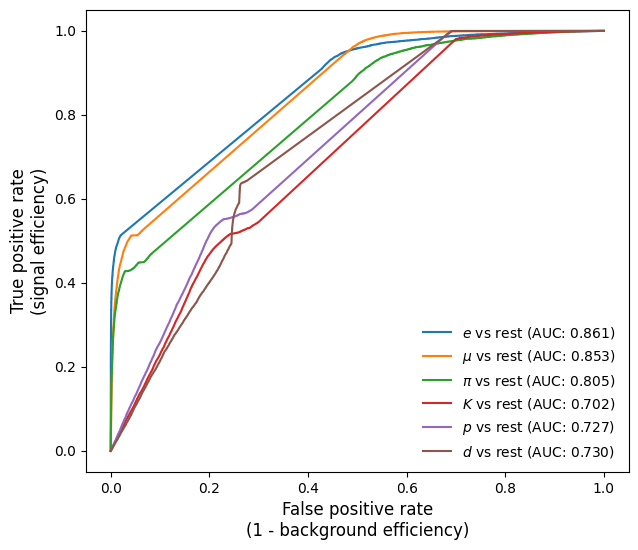 True positive rate
(signal efficiency)
1.0
0.8
0.6
0.4
0.2
0.0
e vs rest (AUC: 0.861)
μ vs rest (AUC: 0.853)
π vs rest (AUC: 0.805)
K vs rest (AUC: 0.702)
p vs rest (AUC: 0.727)
d vs rest (AUC: 0.730)
0.0 0.2 0.4 0.6 0.8 1.0
False positive rate
(1 - background efficiency)